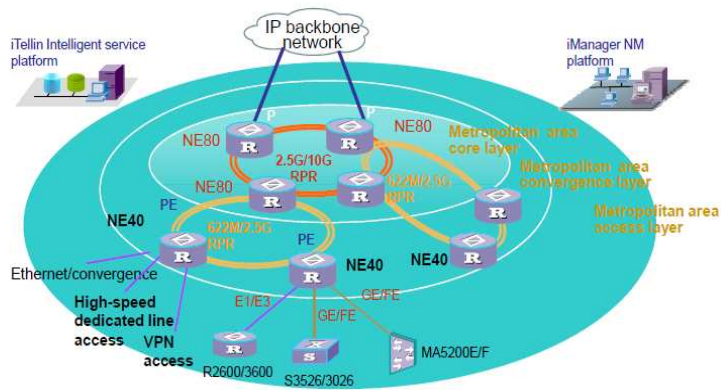 IP backbone
network
iTellin Intelligent service
platform
iManager NM
platform
P
P
NE80
NE80
R
R
2.5G/10G
RPR
Metropolitan area
core layer
NE80
622M/2.5G
RPR
Metropolitan area
convergence layer
R
R
R
PE
Metropolitan area
access layer
NE40
622M/2.5G
RPR
PE
R
R
NE40
R
NE40
Ethernet/convergence
High-speed
dedicated line
access
VPN
access
E1/E3
GE/FE
GE/FE
R
R2600/3600
X
S
S3526/3026
MA5200E/F